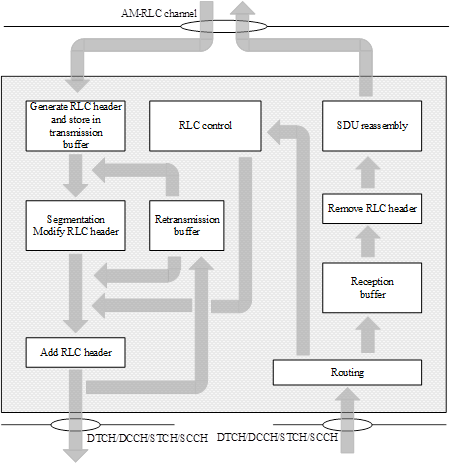 AM-RLC channel
Generate RLC header
and store in
transmission
buffer
RLC control
SDU reassembly
Segmentation
Modify RLC header
Retransmission
buffer
Remove RLC header
Reception
buffer
Add RLC header
Routing
DTCH/DCCH/STCH/SCCH
DTCH/DCCH/STCH/SCCH